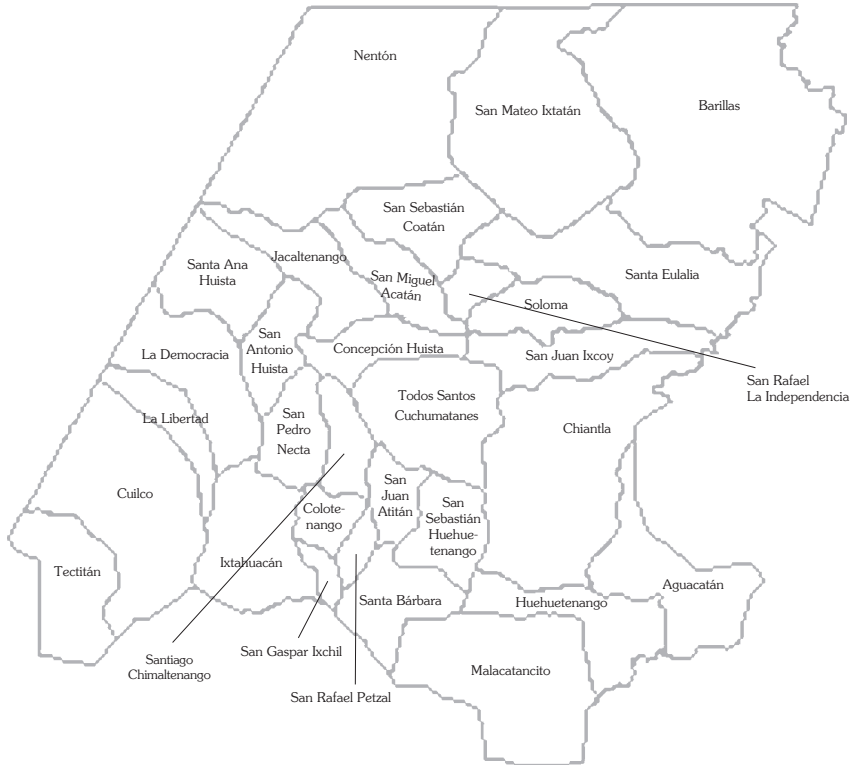 Nentón
San Mateo Ixtatán
Barillas
San Sebastián
Coatán
Jacaltenango
Santa Ana
Huista
San Miguel
Acatán
Santa Eulalia
Soloma
San
Antonio
Huista
La Democracia
Concepción Huista
San Juan Ixcoy
San Rafael
La Independencia
Todos Santos
Cuchumatanes
La Libertad
San
Pedro
Necta
Chiantla
Cuilco
San
Juan
Atitán
Colote-
nango
San
Sebastián
Huehue-
tenango
Tectitán
Ixtahuacán
Aguacatán
Santa Bárbara
Huehuetenango
Santiago
Chimaltenango
San Gaspar Ixchil
Malacatancito
San Rafael Petzal